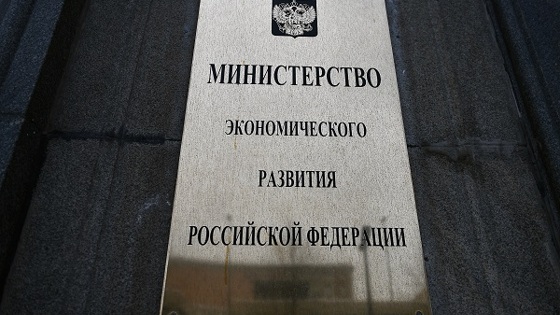 МИНИСТЕРСТВО
ЭКОНОМИЧЕСКОГО
РАЗВИТИЯ
РОССИЙСКОЙ ФЕДЕРАЦИИ